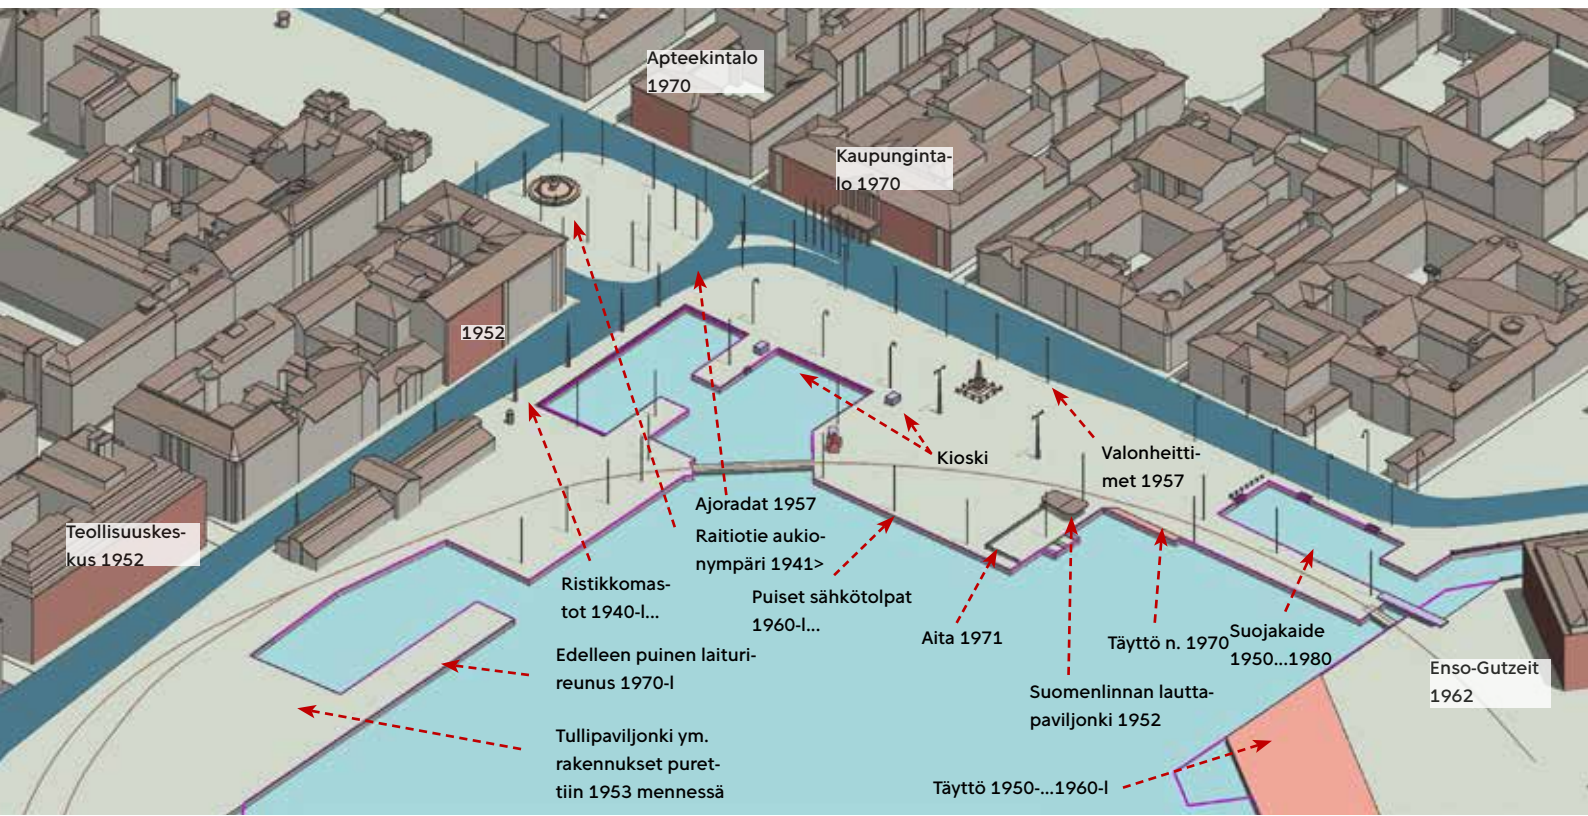 Apteekintalo
1970
Kaupunginta-
lo 1970
1952
Teollisuuskes-
kus 1952
Kioski
Valonheitti-
met 1957
Ajoradat 1957
Raitiotie aukio-
nympäri 1941>
Ristikkomas-
tot 1940-l...
Puiset sähkötolpat
1960-l...
Aita 1971
Täyttö n. 1970
Suojakaide
1950...1980
Edelleen puinen laituri-
reunus 1970-l
Suomenlinnan lautta-
paviljonki 1952
Enso-Gutzeit
1962
Tullipaviljonki ym.
rakennukset puret-
tiin 1953 mennessä
Täyttö 1950-...1960-l